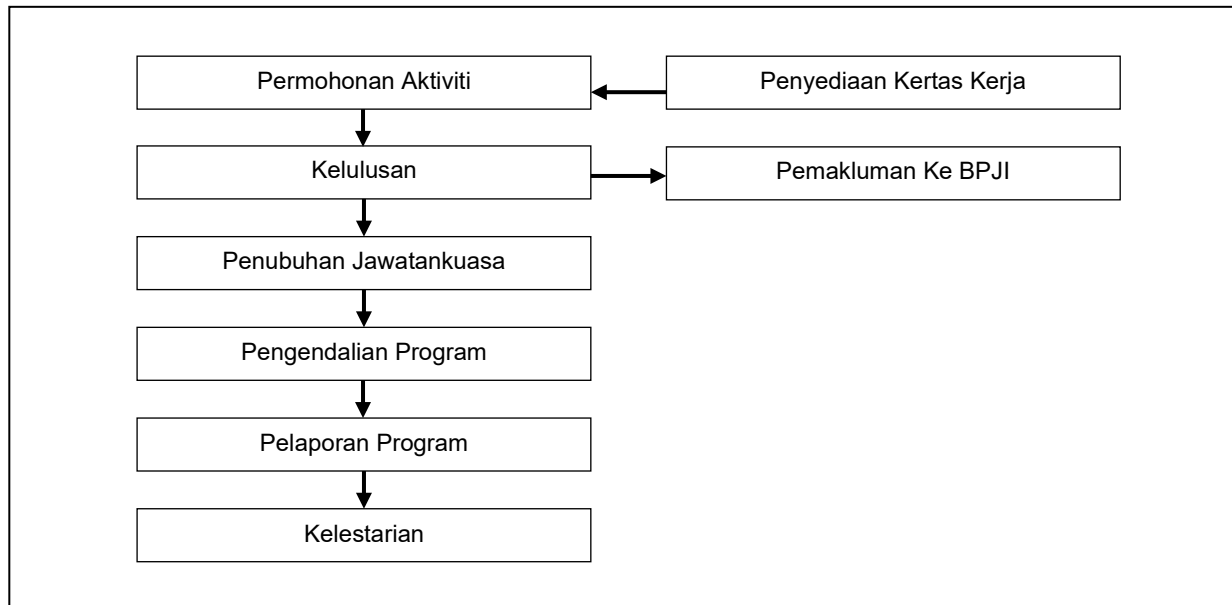 Permohonan Aktiviti
Penyediaan Kertas Kerja
Kelulusan
Pemakluman Ke BPJI
Penubuhan Jawatankuasa
Pengendalian Program
Pelaporan Program
Kelestarian